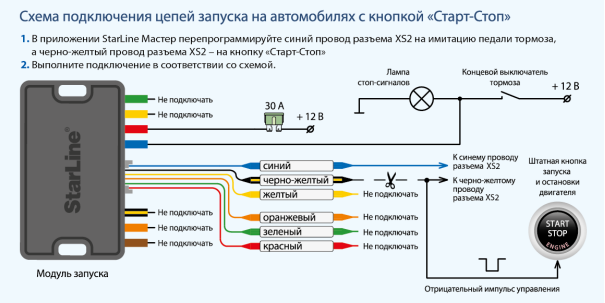 Схема подключения цепей запуска на автомобилях с кнопкой «Старт-Стоп»
1. В приложении StarLine Мастер перепрограммируйте синий провод разъема XS2 на имитацию педали тормоза,
а черно-желтый провод разъема XS2 – на кнопку «Старт-Стоп»
2. Выполните подключение в соответствии со схемой.
Лампа
стоп-сигналов
Концевой выключатель
тормоза
+ 12 В
Не подключать
Не подключать
30 А
+ 12 В
StarLine®
синий
К синему проводу
разъема XS2
черно-желтый
К черно-желтому
проводу
разъема XS2
желтый
Не подключать
Штатная кнопка
запуска
и остановки
двигателя
Не подключать
оранжевый
Не подключать
Не подключать
зеленый
Не подключать
Не подключать
красный
Не подключать
START
STOP
ENGINE
Модуль запуска
Отрицательный импульс управления